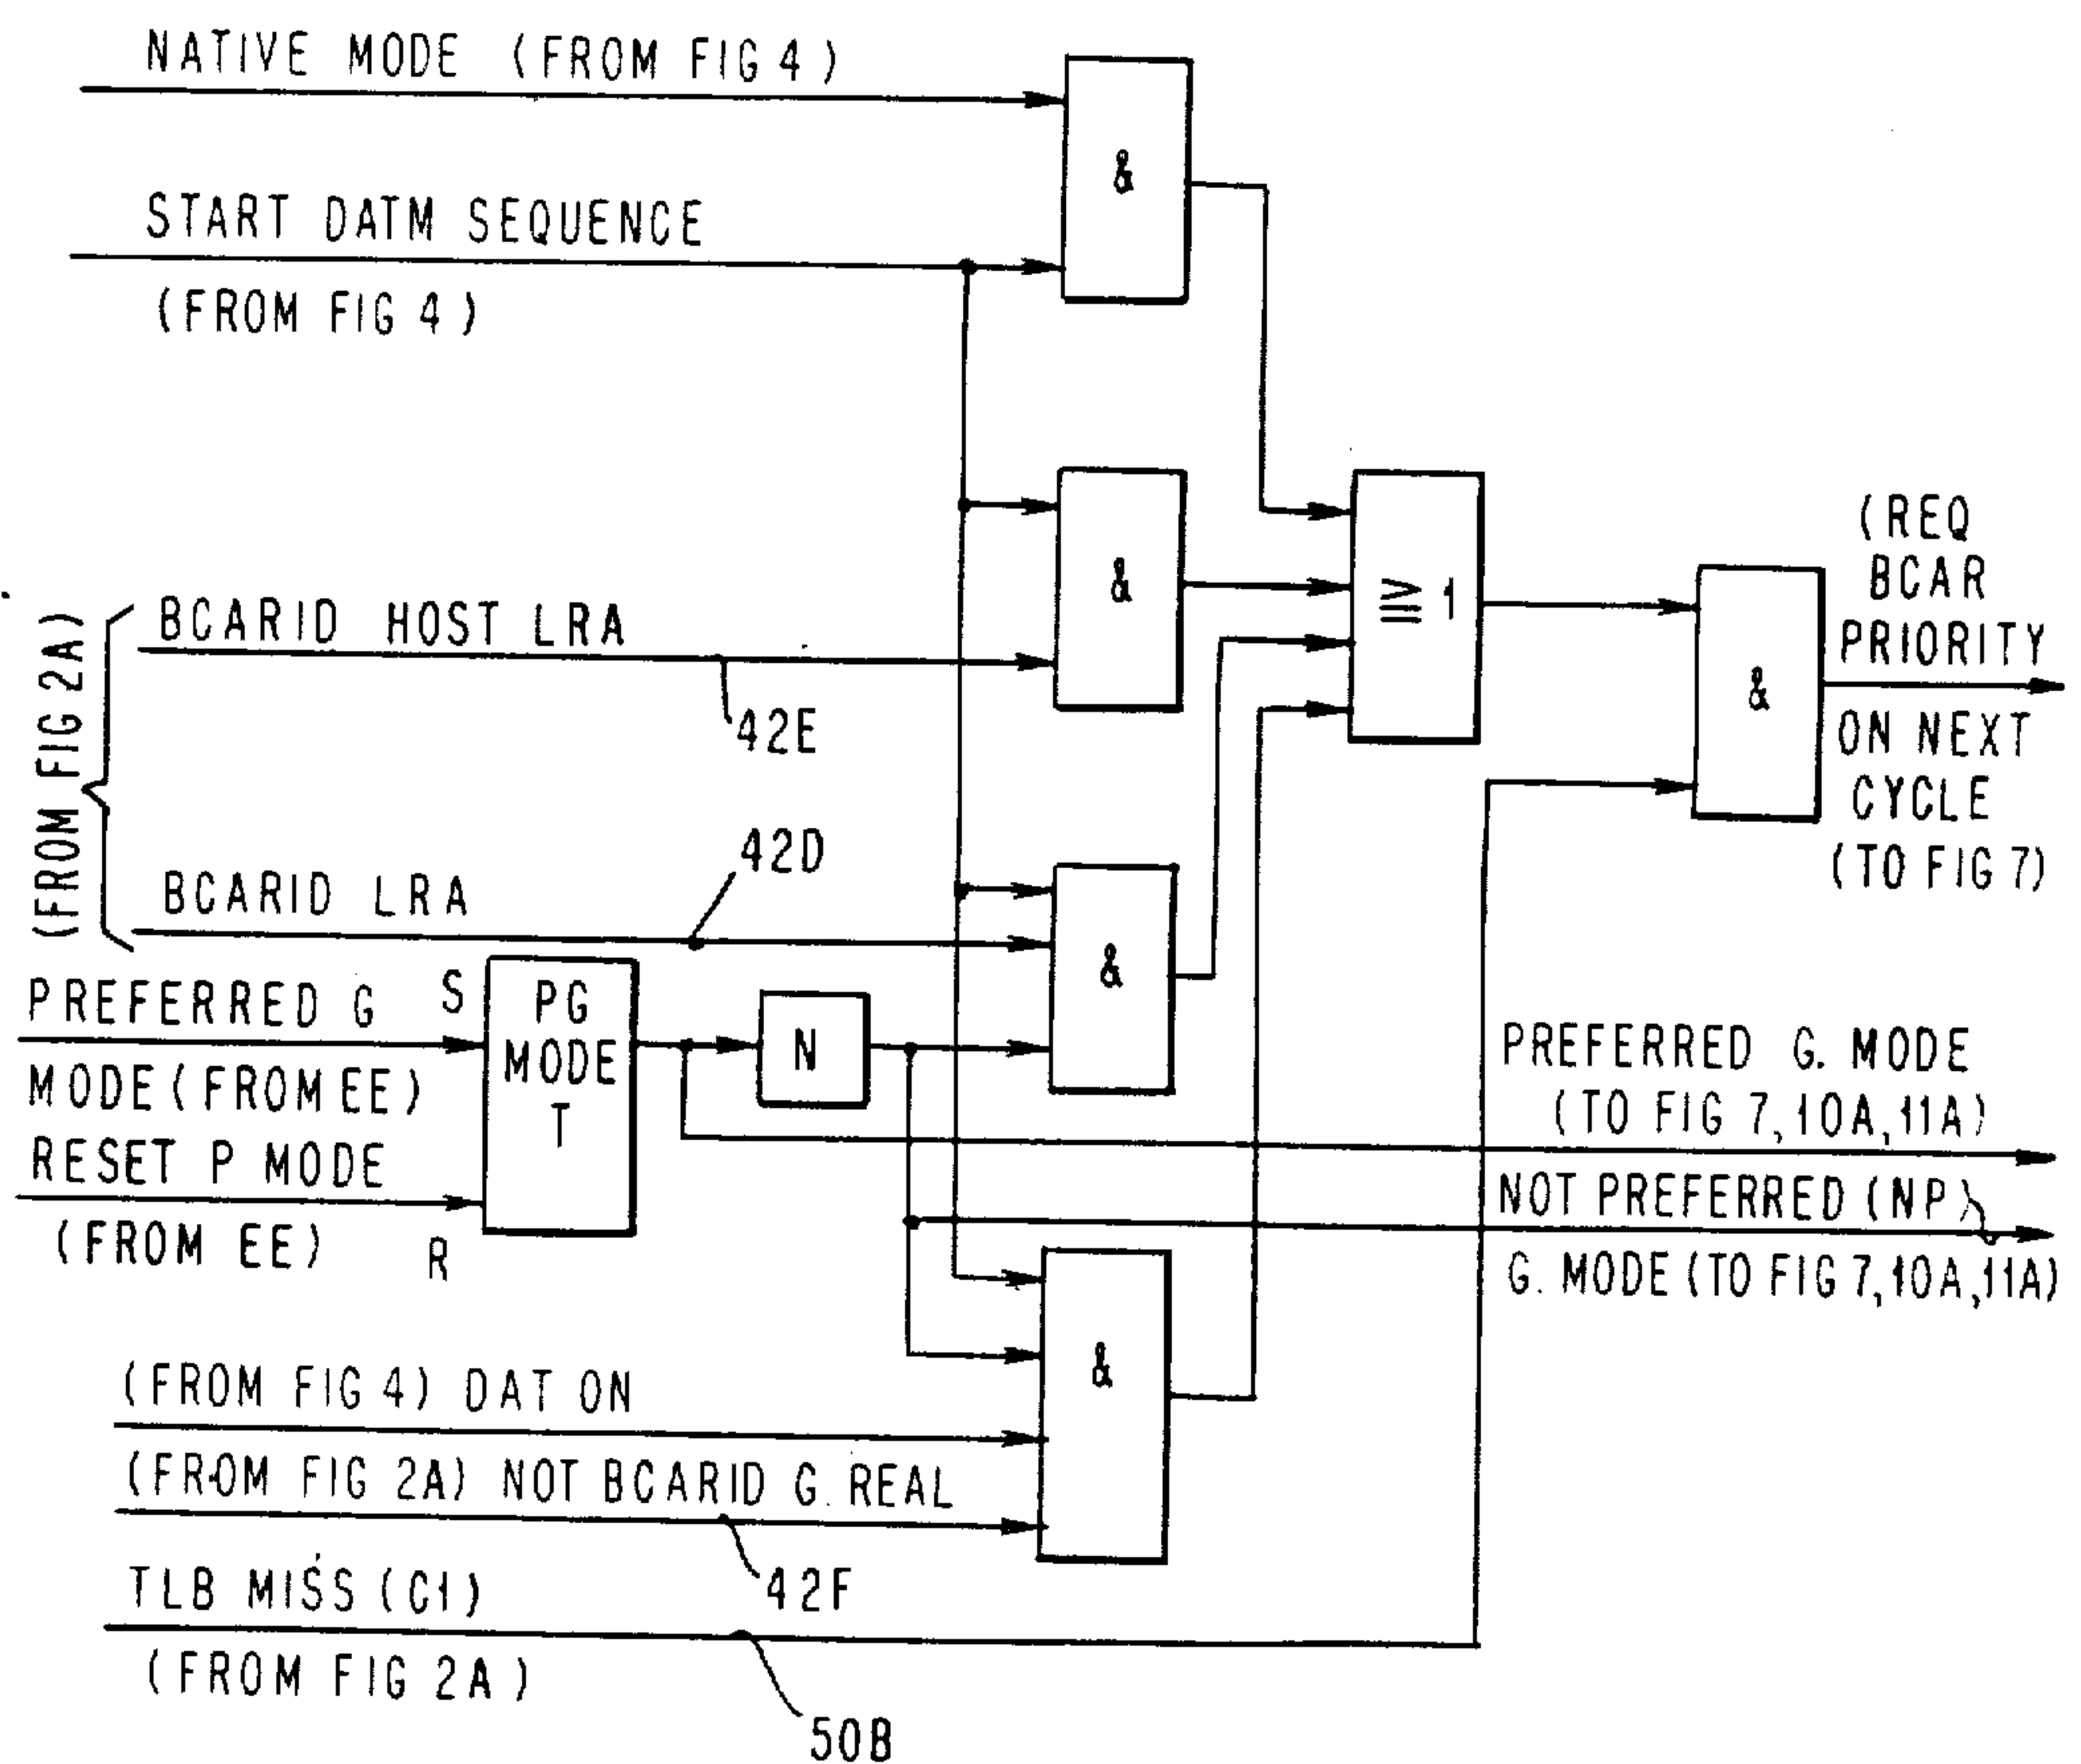 NATIVE MODE (FROM FIG 4)
&
START DATM SEQUENCE
(FROM FIG 4)
(FROM FIG 2A)
BCARID HOST LRA
42E
&
≥ 1
(REQ
BCAR
PRIORITY
ON NEXT
CYCLE
(TO FIG 7)
&
42D
BCARID LRA
&
PREFERRED G
MODE (FROM EE)
S
PG
MODE
T
N
RESET P MODE
(FROM EE)
R
PREFERRED G. MODE
(TO FIG 7, 10A, 11A)
NOT PREFERRED (NP)
G. MODE (TO FIG 7, 10A, 11A)
&
(FROM FIG 4) DAT ON
(FROM FIG 2A) NOT BCARID G. REAL
42F
TLB MISS (C1)
(FROM FIG 2A)
50B